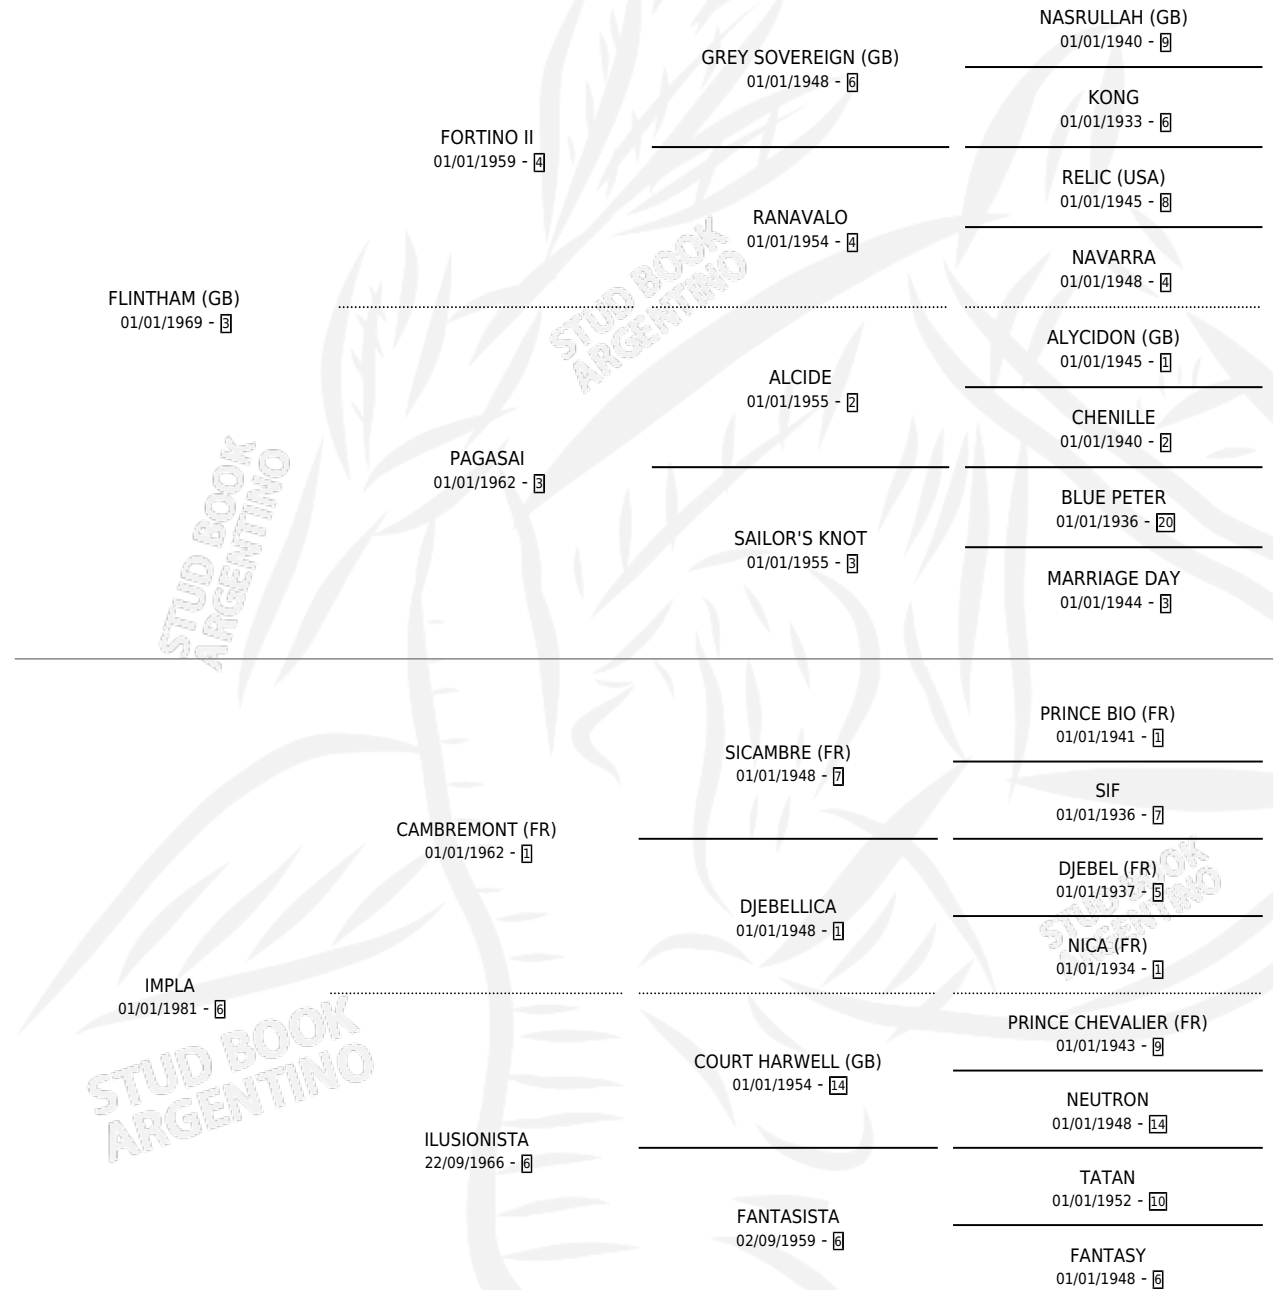 NASRULLAH (GB)
01/01/1940 - 9
GREY SOVEREIGN (GB)
01/01/1948 - 6
KONG
01/01/1933 - 6
FORTINO II
01/01/1959 - 4
RELIC (USA)
01/01/1945 - 8
RANAVALO
01/01/1954 - 4
NAVARRA
01/01/1948 - 4
FLINTHAM (GB)
01/01/1969 - 3
ALYCIDON (GB)
01/01/1945 - 1
ALCIDE
01/01/1955 - 2
CHENILLE
01/01/1940 - 2
PAGASAI
01/01/1962 - 3
BLUE PETER
01/01/1936 - 20
SAILOR'S KNOT
01/01/1955 - 3
MARRIAGE DAY
01/01/1944 - 3
STUD BOOK
ARGENTINO
STUD BOOK
ARGENTINO
PRINCE BIO (FR)
01/01/1941 - 1
SICAMBRE (FR)
01/01/1948 - 7
SIF
01/01/1936 - 7
CAMBREMONT (FR)
01/01/1962 - 1
DJEBEL (FR)
01/01/1937 - 5
DJEBELLICA
01/01/1948 - 1
NICA (FR)
01/01/1934 - 1
IMPLA
01/01/1981 - 6
PRINCE CHEVALIER (FR)
01/01/1943 - 9
COURT HARWELL (GB)
01/01/1954 - 14
NEUTRON
01/01/1948 - 14
ILUSIONISTA
22/09/1966 - 6
TATAN
01/01/1952 - 10
FANTASISTA
02/09/1959 - 6
FANTASY
01/01/1948 - 6
STUD BOOK
ARGENTINO
STUD BOOK
ARGENTINO